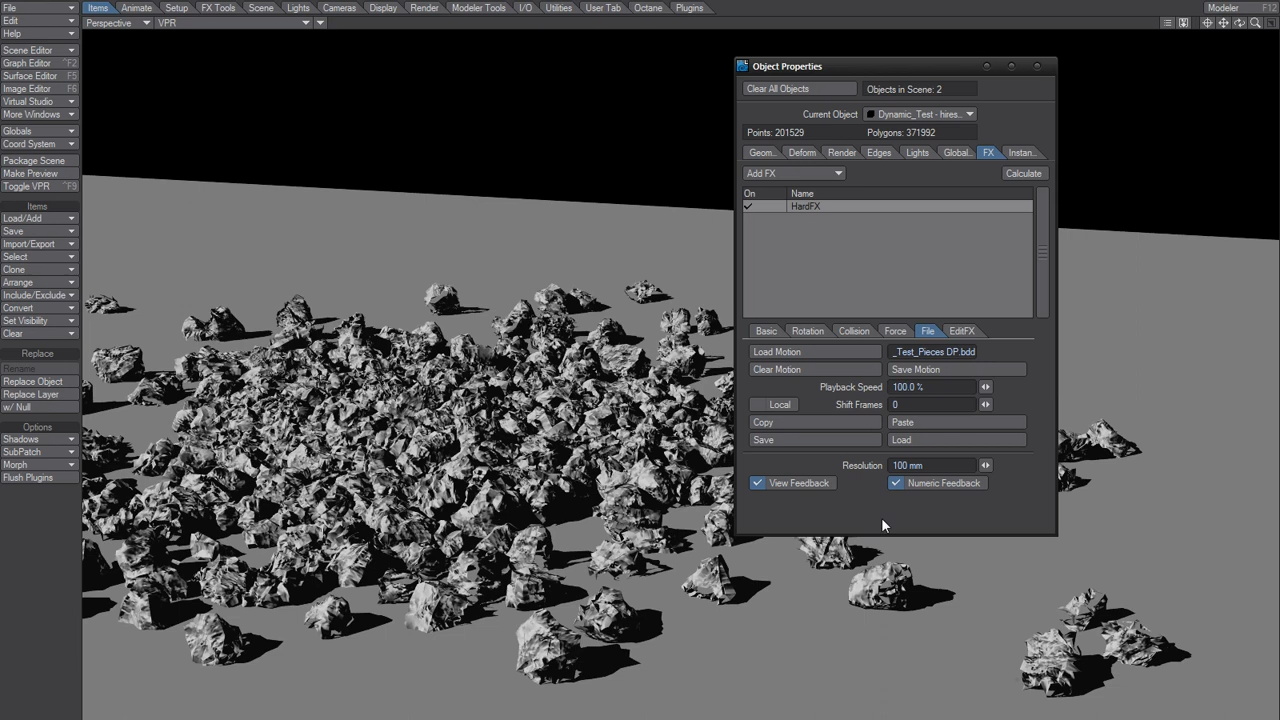 File Items Animate Setup FX Tools Scene Lights Cameras Display Render Modeler Tools I/O Utilities User Tab Octane Plugins Modeler F12
Edit Perspective VPR
Help
Scene Editor
Graph Editor ^F2
Surface Editor F5
Image Editor F6
Virtual Studio
More Windows
Globals
Coord System
Package Scene
Make Preview
Toggle VPR ^F9
Items
Load/Add
Save
Import/Export
Select
Clone
Arrange
Include/Exclude
Convert
Set Visibility
Clear
Replace
Rename
Replace Object
Replace Layer
w/ Null
Options
Shadows
SubPatch
Morph
Flush Plugins
Object Properties
Clear All Objects Objects in Scene: 2
Current Object Dynamic_Test - hires...
Points: 201529 Polygons: 371992
Geom... Deform Render Edges Lights Global... FX Instan...
Add FX Calculate
On Name
HardFX
Basic Rotation Collision Force File EditFX
Load Motion _Test_Pieces DP.bdd
Clear Motion Save Motion
Playback Speed 100.0 %
Local Shift Frames 0
Copy Paste
Save Load
Resolution 100 mm
View Feedback Numeric Feedback